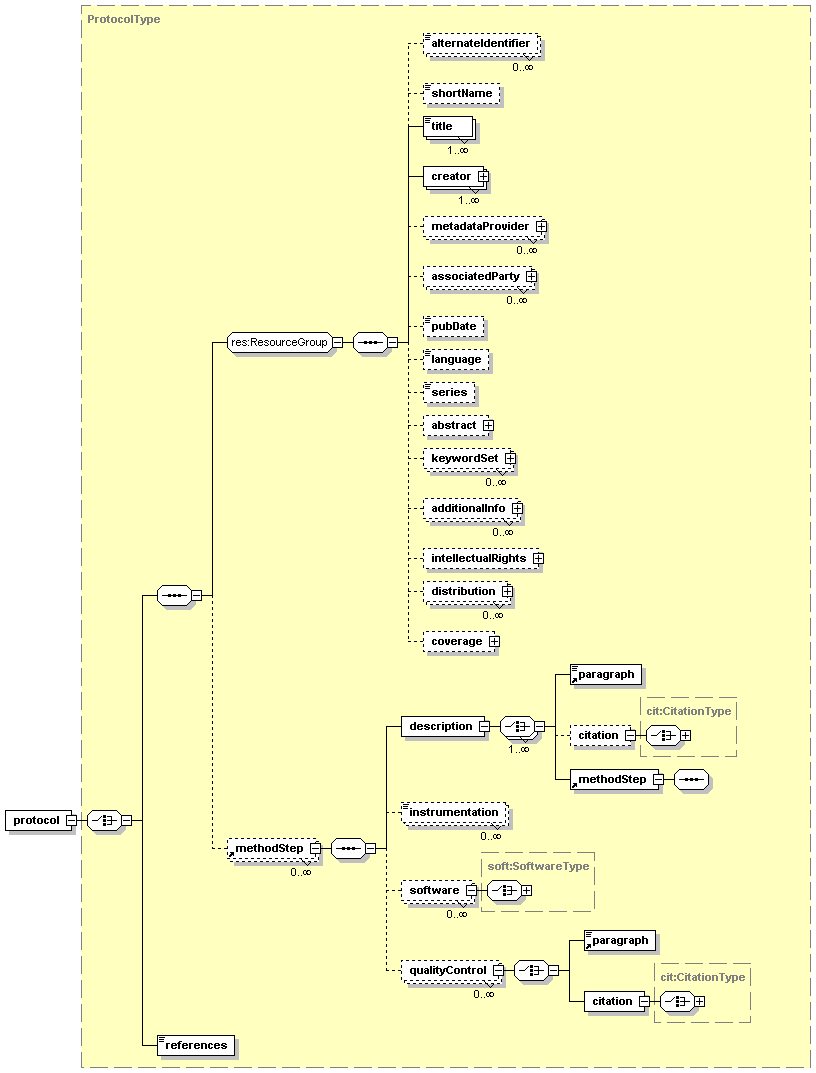 ProtocolType
alternateIdentifier
0..∞
shortName
title
1..∞
creator
1..∞
metadataProvider
0..∞
associatedParty
0..∞
pubDate
res:ResourceGroup
language
series
abstract
keywordSet
0..∞
additionalInfo
0..∞
intellectualRights
distribution
0..∞
coverage
paragraph
cit:CitationType
description
citation
1..∞
methodStep
instrumentation
protocol
0..∞
methodStep
0..∞
soft:SoftwareType
software
0..∞
paragraph
qualityControl
cit:CitationType
0..∞
citation
references